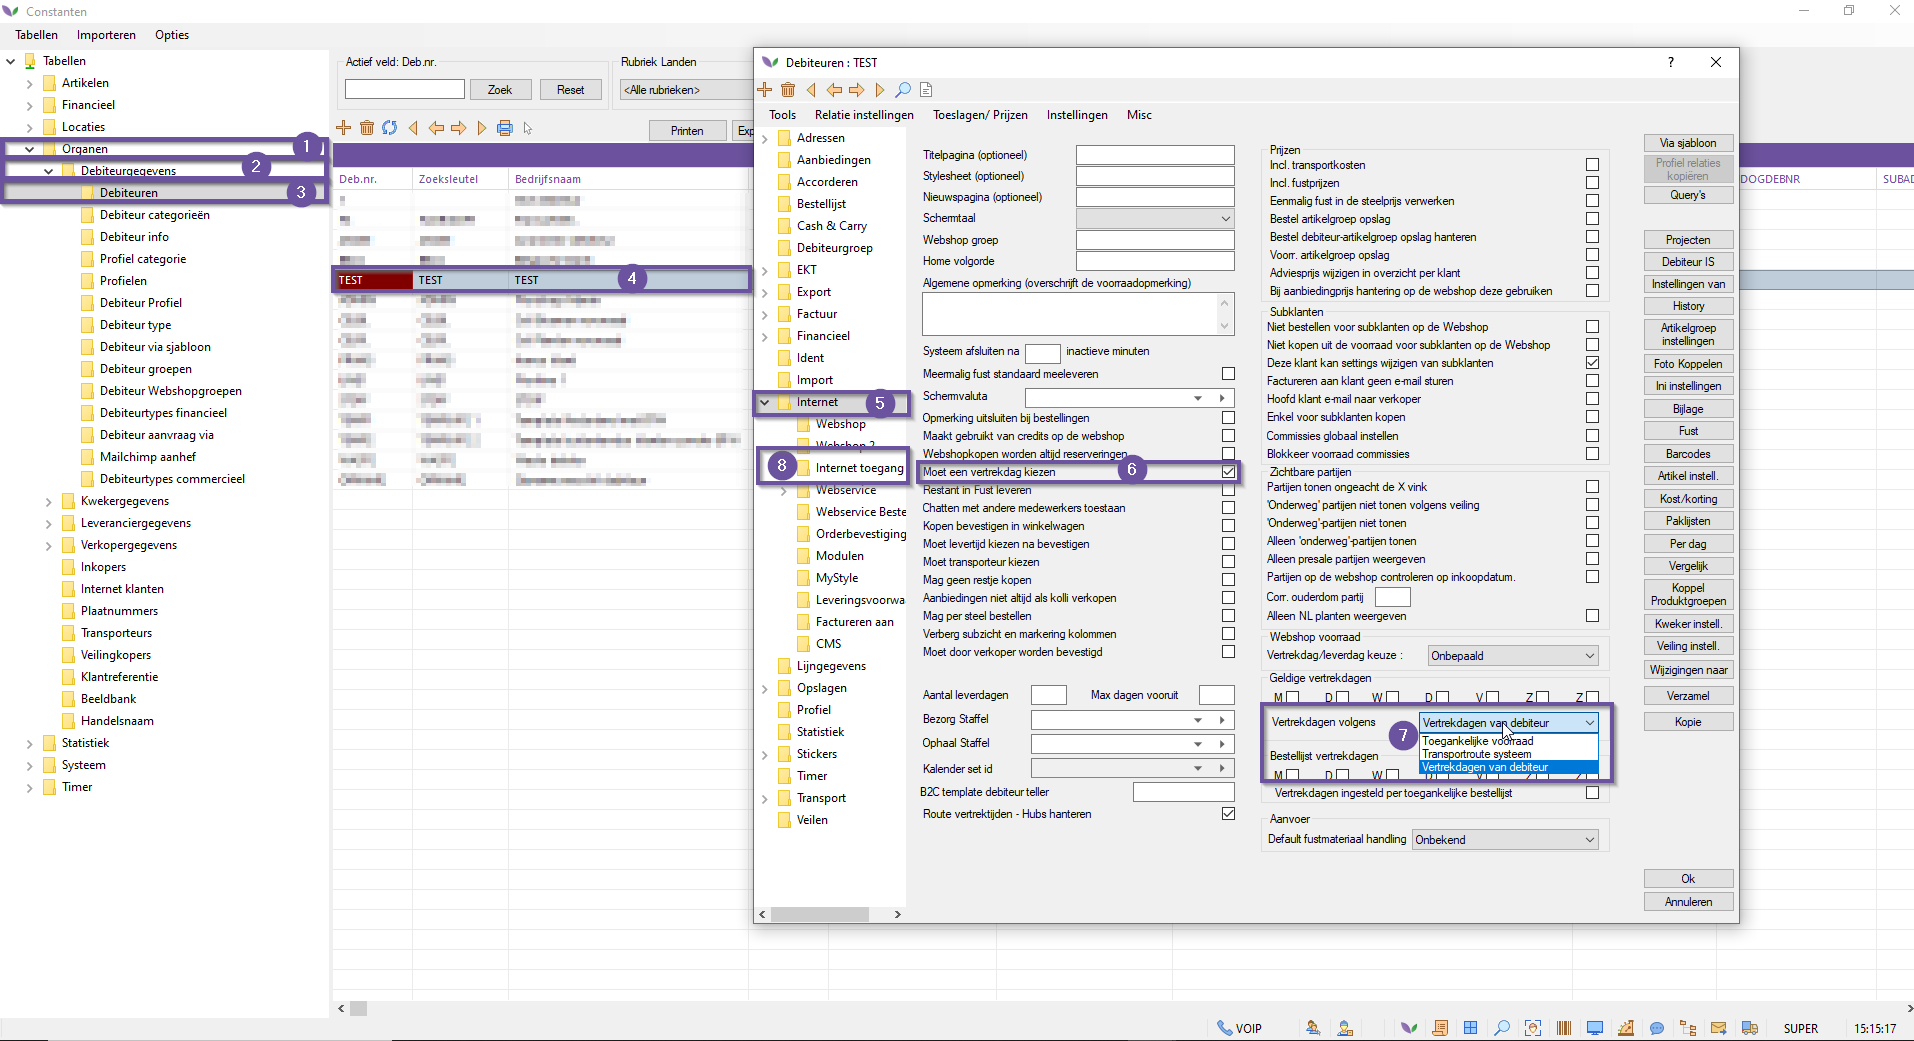 Constanten
Tabellen Importeren Opties
Tabellen
Artikelen
Financieel
Locaties
Organen 1
Debiteurgegevens 2
Debiteuren 3
Debiteur categorieën
Debiteur info
Profiel categorie
Profielen
Debiteur Profiel
Debiteur type
Debiteur via sjabloon
Debiteur groepen
Debiteur Webshopgroepen
Debiteurtypes financieel
Debiteur aanvraag via
Mailchimp aanhef
Debiteurtypes commercieel
Kwekergegevens
Leveranciergegevens
Verkopergegevens
Inkopers
Internet klanten
Plaatnummers
Transporteurs
Veilingkopers
Klantreferentie
Beeldbank
Handelsnaam
Statistiek
Systeem
Timer
Actief veld: Deb.nr.
Zoek Reset
Rubriek Landen
<Alle rubrieken>
Printen Exp
Deb.nr. Zoeksleutel Bedrijfsnaam
TEST TEST TEST 4
DOGDEBNR SUBAD
Debiteuren : TEST ?
Tools Relatie instellingen Toeslagen/ Prijzen Instellingen Misc
Adressen
Aanbiedingen
Accorderen
Bestellijst
Cash & Carry
Debiteurgroep
EKT
Export
Factuur
Financieel
Ident
Import
Internet 5
Webshop
Webshop 2
8 Internet toegang
Webservice
Webservice Beste
Orderbevestiging
Modulen
MyStyle
Leveringsvoorwa
Factureren aan
CMS
Lijngegevens
Opslagen
Profiel
Statistiek
Stickers
Timer
Transport
Veilen
Titelpagina (optioneel)
Stylesheet (optioneel)
Nieuwspagina (optioneel)
Schermtaal
Webshop groep
Home volgorde
Algemene opmerking (overschrijft de voorraadopmerking)
Systeem afsluiten na inactieve minuten
Meermalig fust standaard meeleveren
Schermvaluta
Opmerking uitsluiten bij bestellingen
Maakt gebruikt van credits op de webshop
Webshopkopen worden altijd reserveringen
Moet een vertrekdag kiezen 6
Restant in Fust leveren
Chatten met andere medewerkers toestaan
Kopen bevestigen in winkelwagen
Moet levertijd kiezen na bevestigen
Moet transporteur kiezen
Mag geen restje kopen
Aanbiedingen niet altijd als kolli verkopen
Mag per steel bestellen
Verberg subzicht en markering kolommen
Moet door verkoper worden bevestigd
Aantal leverdagen Max dagen vooruit
Bezorg Staffel
Ophaal Staffel
Kalender set id
B2C template debiteur teller
Route vertrektijden - Hubs hanteren
Prijzen
Incl. transportkosten
Incl. fustprijzen
Eenmalig fust in de steelprijs verwerken
Bestel artikelgroep opslag
Bestel debiteur-artikelgroep opslag hanteren
Voorr. artikelgroep opslag
Adviesprijs wijzigen in overzicht per klant
Bij aanbiedingprijs hantering op de webshop deze gebruiken
Subklanten
Niet bestellen voor subklanten op de Webshop
Niet kopen uit de voorraad voor subklanten op de Webshop
Deze klant kan settings wijzigen van subklanten
Factureren aan klant geen e-mail sturen
Hoofd klant e-mail naar verkoper
Enkel voor subklanten kopen
Commissies globaal instellen
Blokkeer voorraad commissies
Zichtbare partijen
Partijen tonen ongeacht de X vink
'Onderweg' partijen niet tonen volgens veiling
'Onderweg'-partijen niet tonen
Alleen 'onderweg'-partijen tonen
Alleen presale partijen weergeven
Partijen op de webshop controleren op inkoopdatum.
Corr. ouderdom partij
Alleen NL planten weergeven
Webshop voorraad
Vertrekdag/leverdag keuze : Onbepaald
Geldige vertrekdagen
M D W D V Z Z
Vertrekdagen volgens Vertrekdagen van debiteur
7 Toegankelijke voorraad
Transportroute systeem
Bestellijst vertrekdagen
Vertrekdagen van debiteur
M D W D V Z Z
Vertrekdagen ingesteld per toegankelijke bestellijst
Aanvoer
Default fustmateriaal handling Onbekend
Via sjabloon
Profiel relaties
kopiëren
Query's
Projecten
Debiteur IS
Instellingen van
History
Artikelgroep
instellingen
Foto Koppelen
Ini instellingen
Bijlage
Fust
Barcodes
Artikel instell.
Kost/korting
Paklijsten
Per dag
Vergelijk
Koppel
Produktgroepen
Kweker instell.
Veiling instell.
Wijzigingen naar
Verzamel
Kopie
Ok
Annuleren
VOIP SUPER 15:15:17